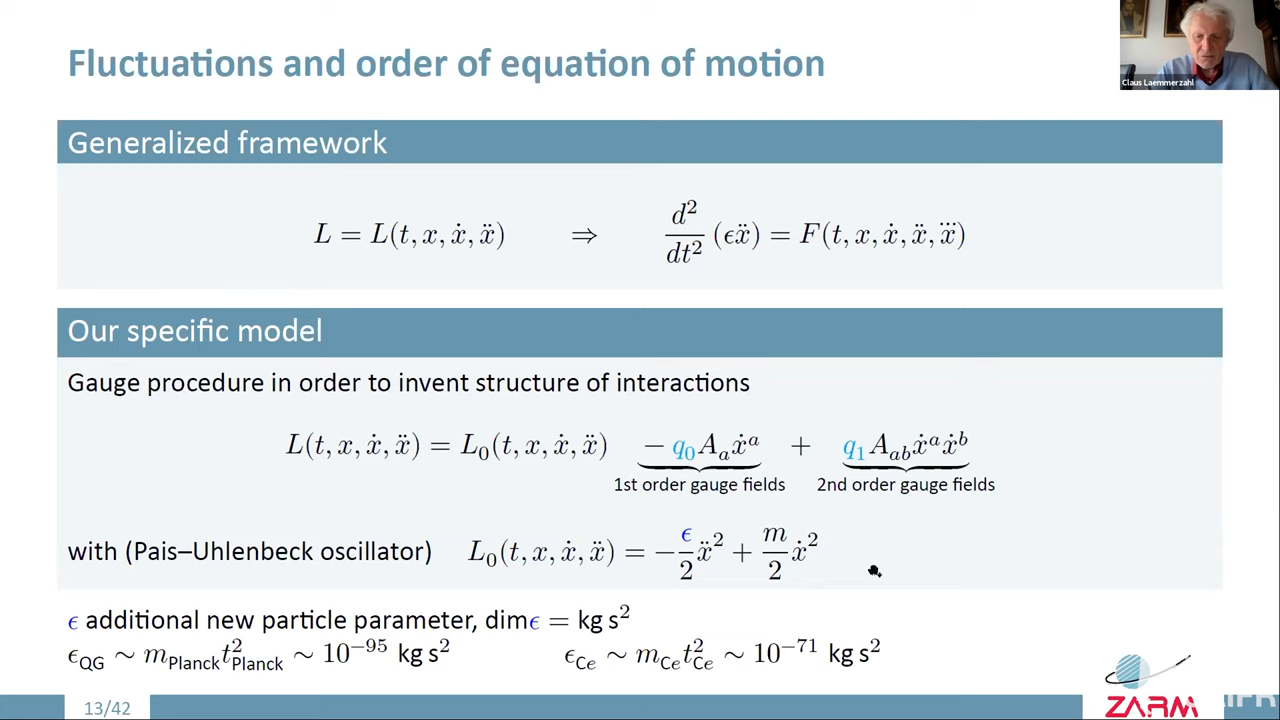 Fluctuations and order of equation of motion
Claus Laemmerzahl
Generalized framework
L = L(t, x, ẋ, ẍ) ⇒ d²/dt² (ϵẍ) = F(t, x, ẋ, ẍ, x⃛)
Our specific model
Gauge procedure in order to invent structure of interactions
L(t, x, ẋ, ẍ) = L₀(t, x, ẋ, ẍ) − q₀Aₐẋᵃ + q₁A_{ab}ẋᵃẋᵇ
1st order gauge fields 2nd order gauge fields
with (Pais–Uhlenbeck oscillator) L₀(t, x, ẋ, ẍ) = −ϵ/2 ẍ² + m/2 ẋ²
ϵ additional new particle parameter, dimϵ = kg s²
ϵ_QG ∼ m_Planck t²_Planck ∼ 10⁻⁹⁵ kg s² ϵ_Ce ∼ m_Ce t²_Ce ∼ 10⁻⁷¹ kg s²
13/42
ZARM